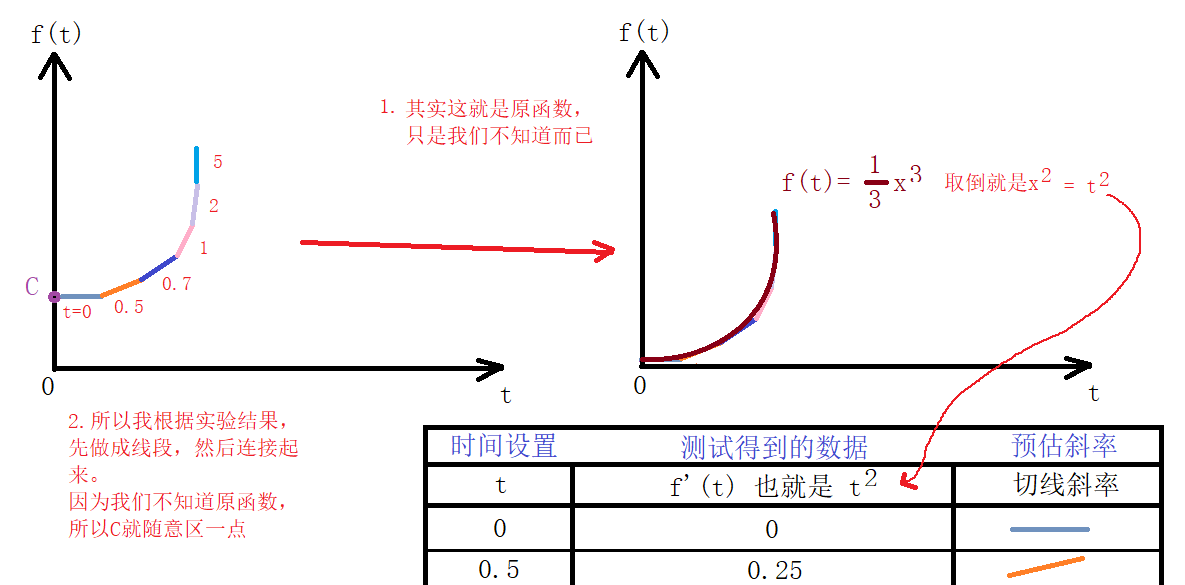 f(t)
5
2
1
0.7
0.5
t=0
C
0
t
1. 其实这就是原函数,
只是我们不知道而已
f(t)
f(t)= 1/3 x³ 取倒就是x² = t²
0
t
2.所以我根据实验结果,
先做成线段,然后连接起
来。
因为我们不知道原函数,
所以C就随意区一点
时间设置 测试得到的数据 预估斜率
t f'(t) 也就是 t² 切线斜率
0 0
0.5 0.25